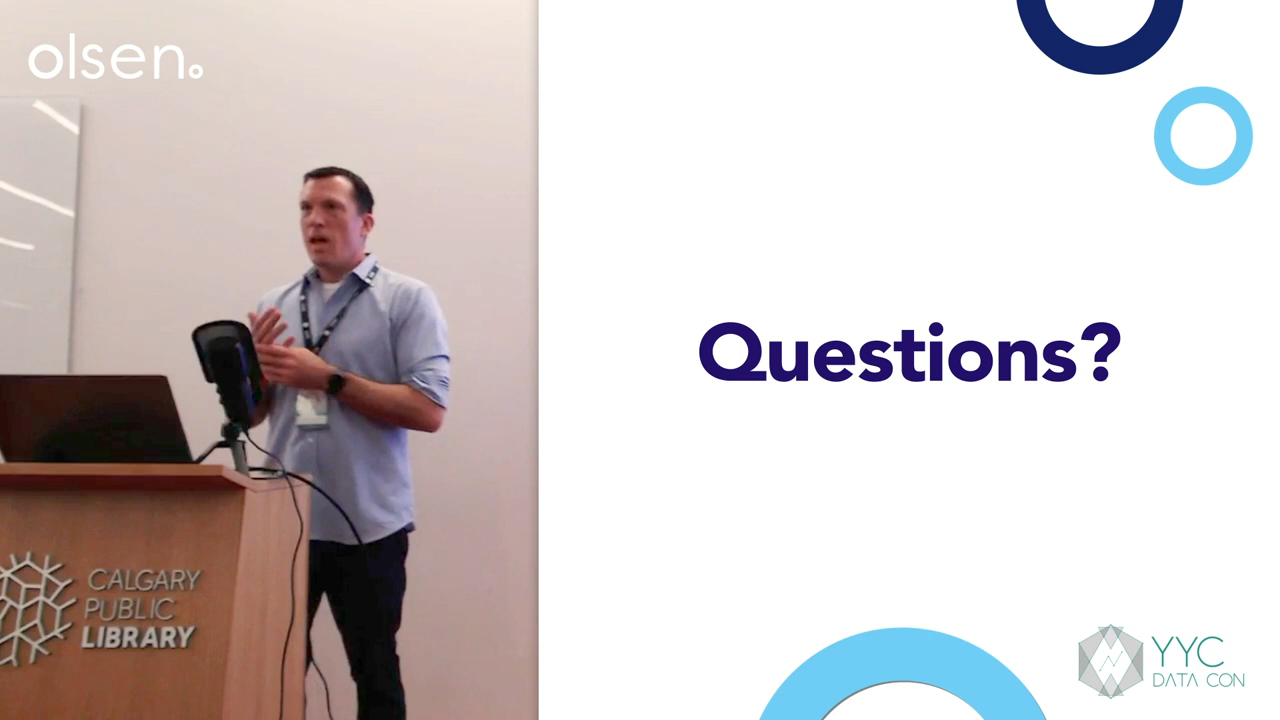 olsen.
CALGARY
PUBLIC
LIBRARY
Questions?
YYC
DATA CON